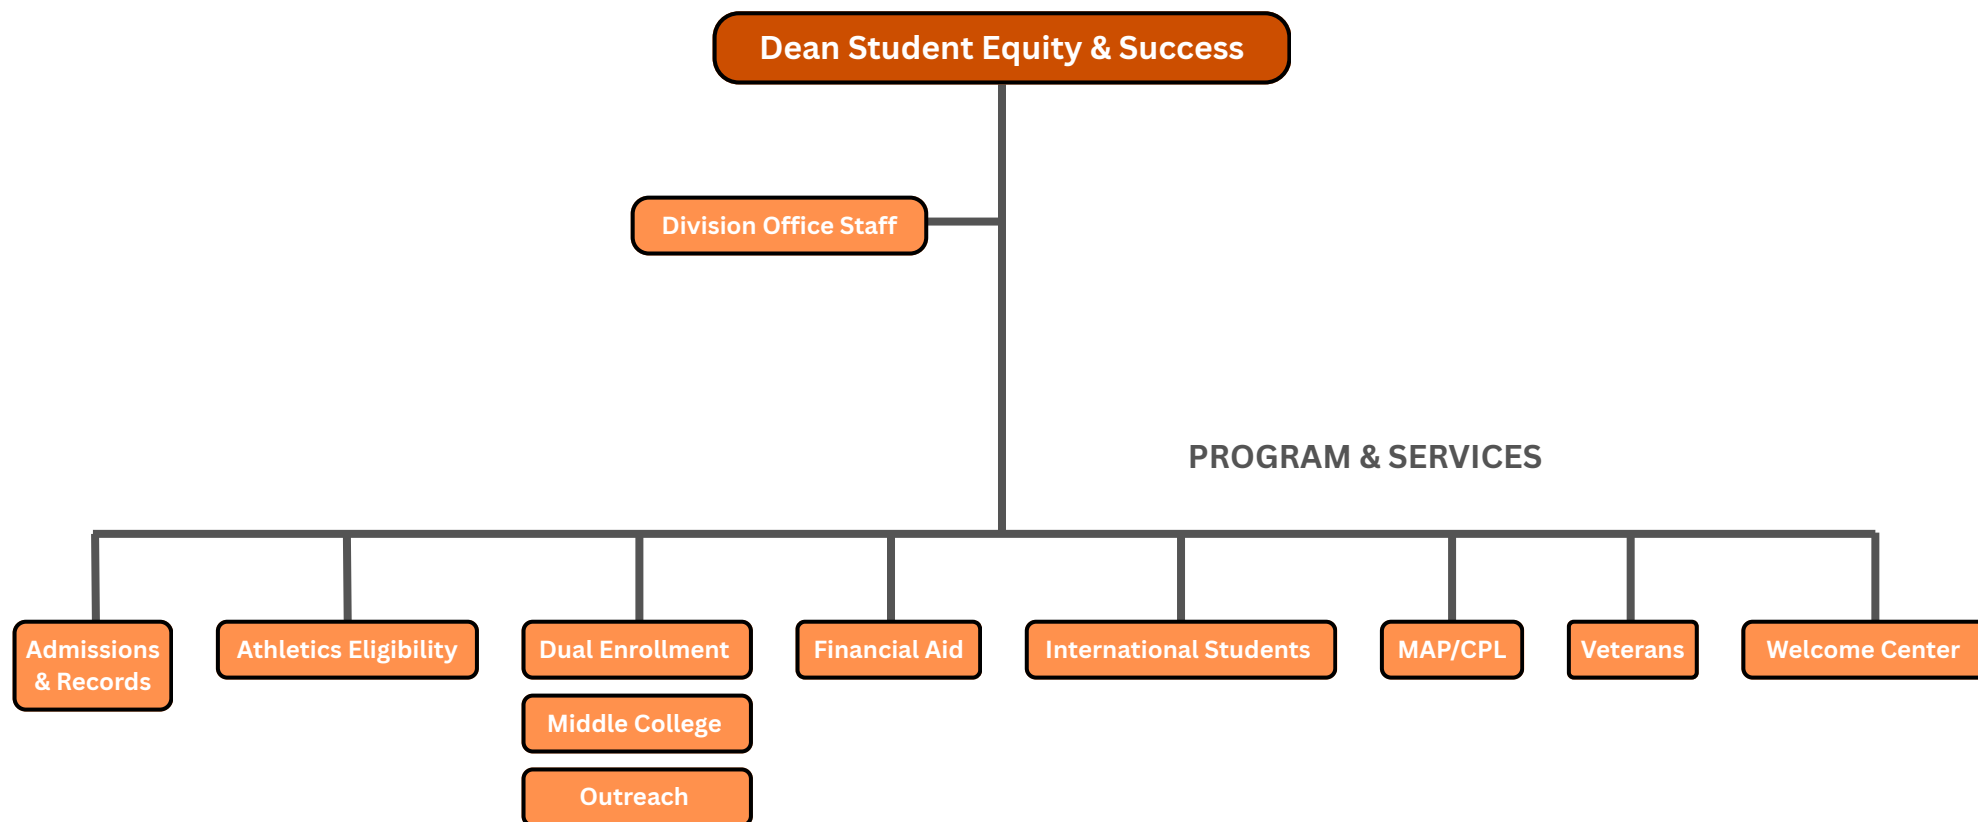 Dean Student Equity & Success
Division Office Staff
PROGRAM & SERVICES
Admissions
& Records
Athletics Eligibility
Dual Enrollment
Middle College
Outreach
Financial Aid
International Students
MAP/CPL
Veterans
Welcome Center